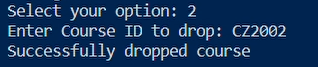 Select your option: 2
Enter Course ID to drop: CZ2002
Successfully dropped course